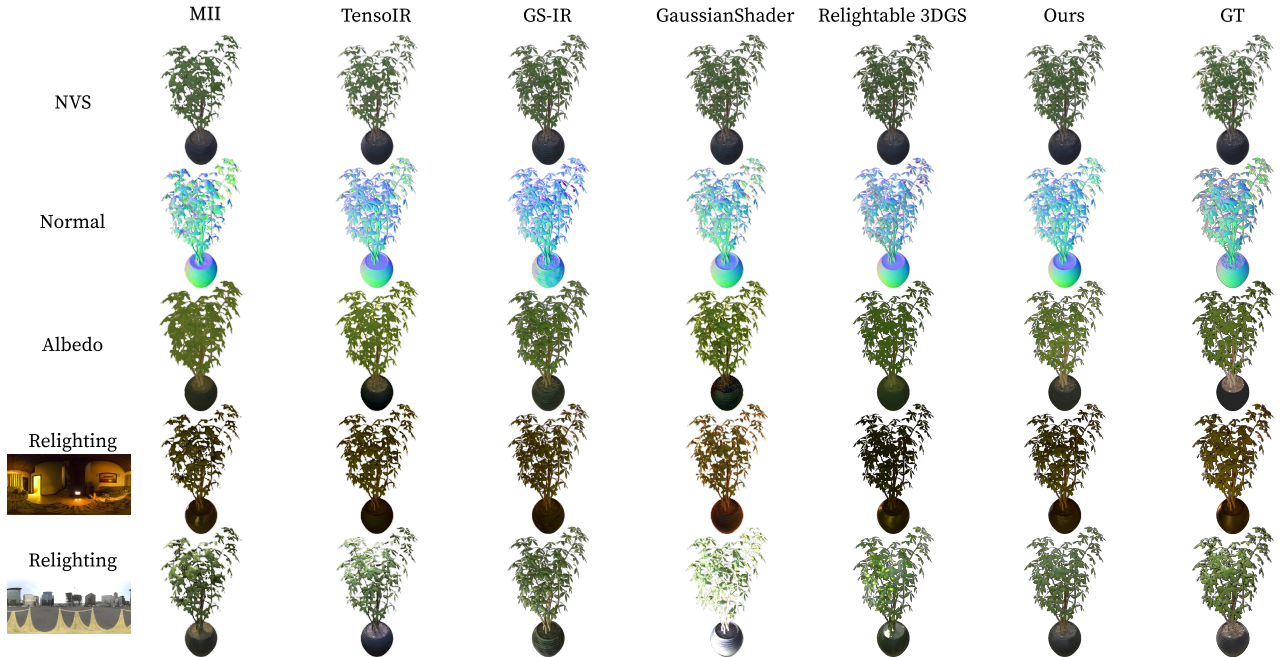 MII TensoIR GS-IR GaussianShader Relightable 3DGS Ours GT
NVS
Normal
Albedo
Relighting
Relighting